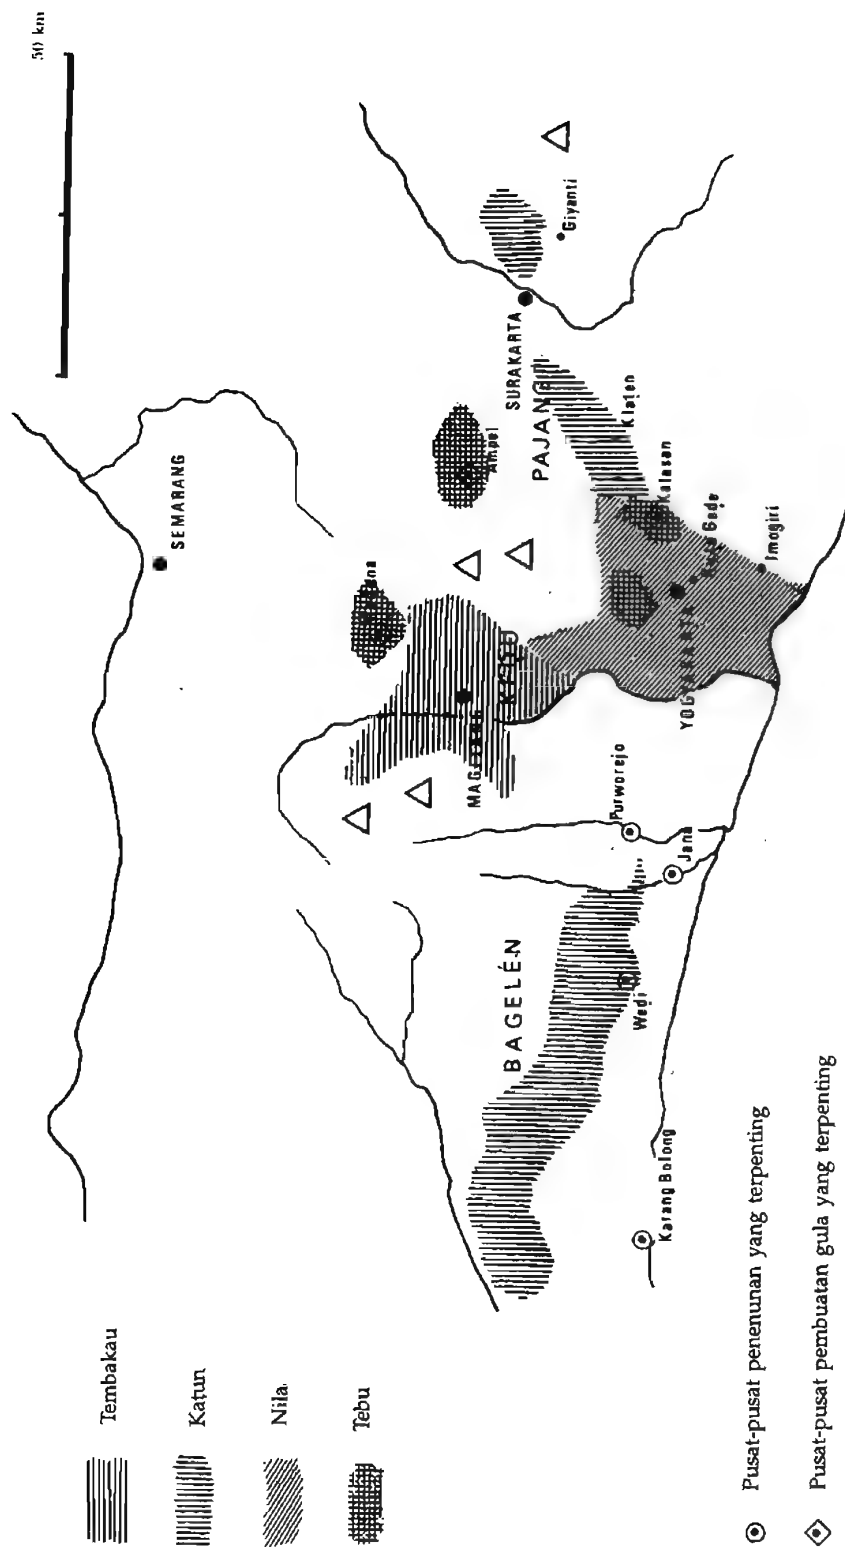 50 km
SEMARANG
SURAKARTA
Giyanti
PAJANG
Klaten
Ampel
Kalasan
Imogiri
YOGYAKARTA
KEDU
MAGELANG
Purworejo
Jana
BAGELÉN
Wedi
Karang Bolong
Tembakau
Katun
Nila
Tebu
Pusat-pusat penenunan yang terpenting
Pusat-pusat pembuatan gula yang terpenting